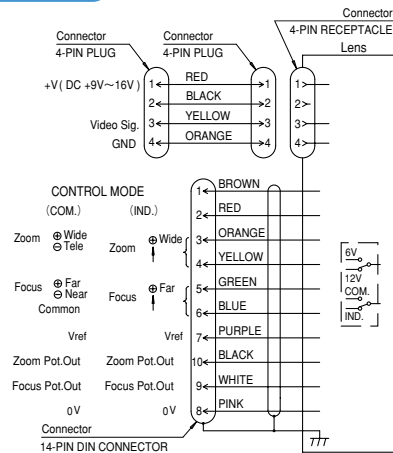 Connector
4-PIN RECEPTACLE
Connector
4-PIN PLUG
Connector
4-PIN PLUG
Lens
+V ( DC +9V～16V ) 1 RED 1 1
2 BLACK 2 2
Video Sig. 3 YELLOW 3 3
GND 4 ORANGE 4 4
CONTROL MODE
(COM.) (IND.)
1 BROWN
2 RED
Zoom ⊕ Wide
⊖ Tele
Zoom ⊕ Wide
3 ORANGE
4 YELLOW
Focus ⊕ Far
⊖ Near
Common
Focus ⊕ Far
5 GREEN
6 BLUE
Vref Vref 7 PURPLE
Zoom Pot.Out Zoom Pot.Out 10 BLACK
Focus Pot.Out Focus Pot.Out 9 WHITE
0V 0V 8 PINK
Connector
14-PIN DIN CONNECTOR
6V
12V
COM.
IND.